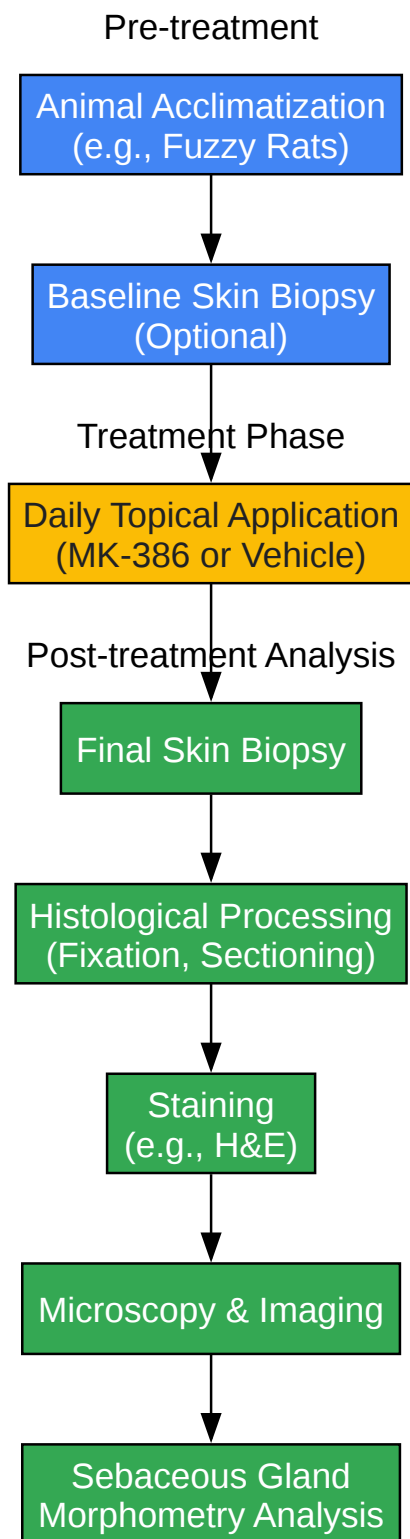 Pre-treatment
Animal Acclimatization
(e.g., Fuzzy Rats)
Baseline Skin Biopsy
(Optional)
Treatment Phase
Daily Topical Application
(MK-386 or Vehicle)
Post-treatment Analysis
Final Skin Biopsy
Histological Processing
(Fixation, Sectioning)
Staining
(e.g., H&E)
Microscopy & Imaging
Sebaceous Gland
Morphometry Analysis